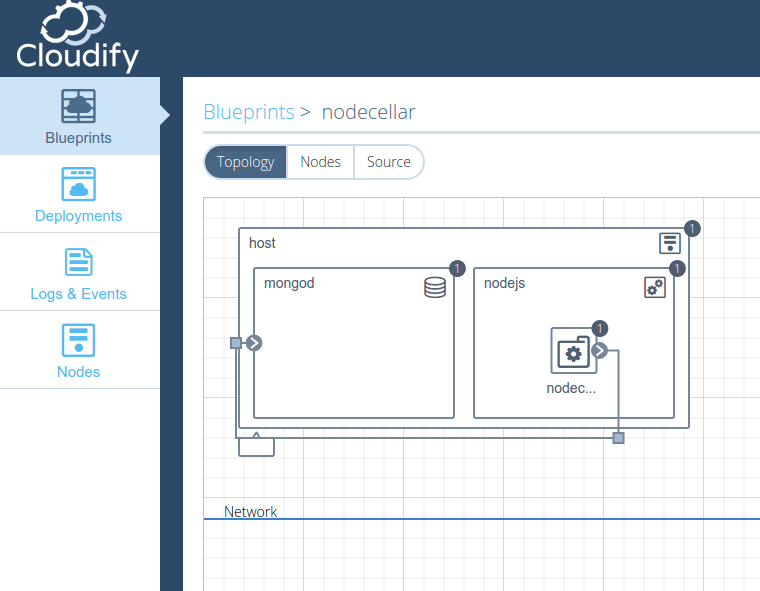 Cloudify
Blueprints
Deployments
Logs & Events
Nodes
Blueprints > nodecellar
Topology Nodes Source
host 1
mongod 1
nodejs 1
1
nodec...
Network